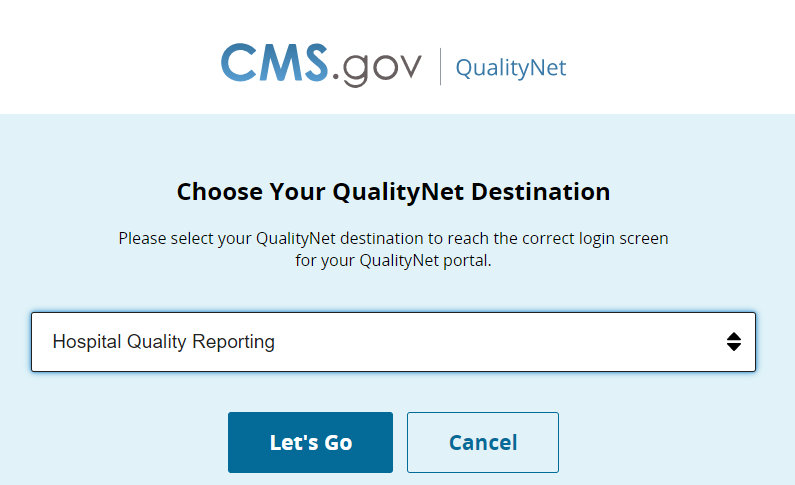 CMS.gov | QualityNet
Choose Your QualityNet Destination
Please select your QualityNet destination to reach the correct login screen
for your QualityNet portal.
Hospital Quality Reporting
Let's Go Cancel